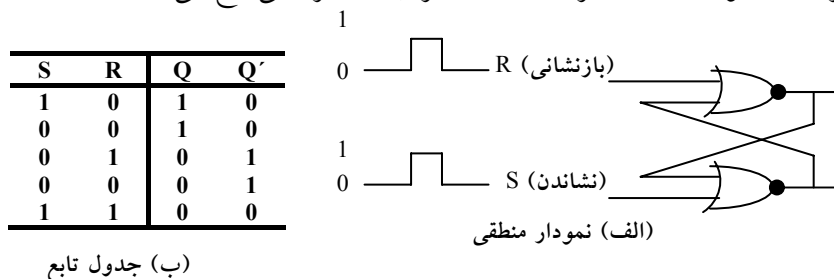 S R Q Q´
1 0 1 0
0 0 1 0
0 1 0 1
0 0 0 1
1 1 0 0
(ب) جدول تابع
1
0
R (بازنشانی)
1
0
S (نشاندن)
(الف) نمودار منطقی